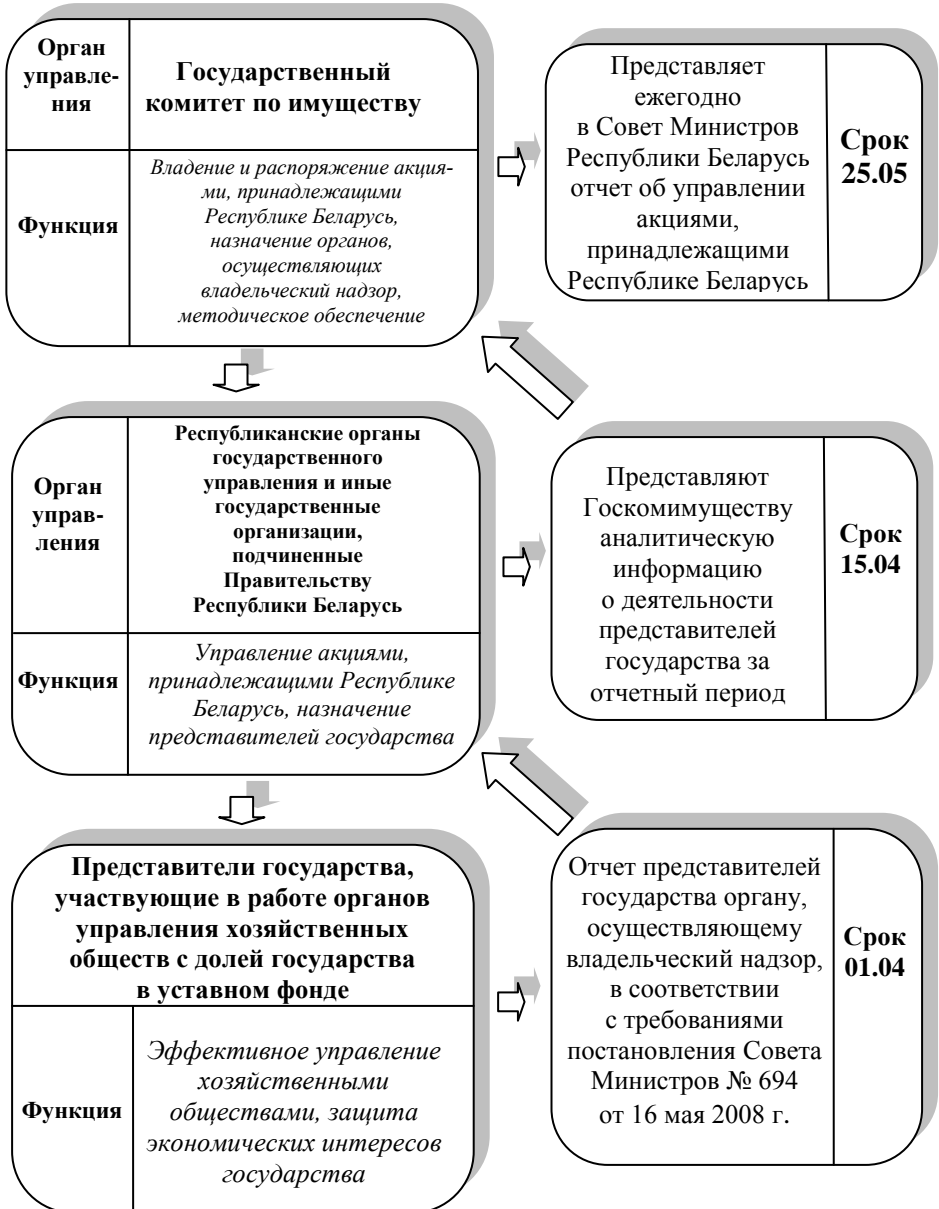 Орган
управле-
ния
Государственный
комитет по имуществу
Функция
Владение и распоряжение акция-
ми, принадлежащими
Республике Беларусь,
назначение органов,
осуществляющих
владельческий надзор,
методическое обеспечение
Представляет
ежегодно
в Совет Министров
Республики Беларусь
отчет об управлении
акциями,
принадлежащими
Республике Беларусь
Срок
25.05
Орган
управ-
ления
Республиканские органы
государственного
управления и иные
государственные
организации,
подчиненные
Правительству
Республики Беларусь
Функция
Управление акциями,
принадлежащими Республике
Беларусь, назначение
представителей государства
Представляют
Госкомимуществу
аналитическую
информацию
о деятельности
представителей
государства за
отчетный период
Срок
15.04
Представители государства,
участвующие в работе органов
управления хозяйственных
обществ с долей государства
в уставном фонде
Функция
Эффективное управление
хозяйственными
обществами, защита
экономических интересов
государства
Отчет представителей
государства органу,
осуществляющему
владельческий надзор,
в соответствии
с требованиями
постановления Совета
Министров № 694
от 16 мая 2008 г.
Срок
01.04